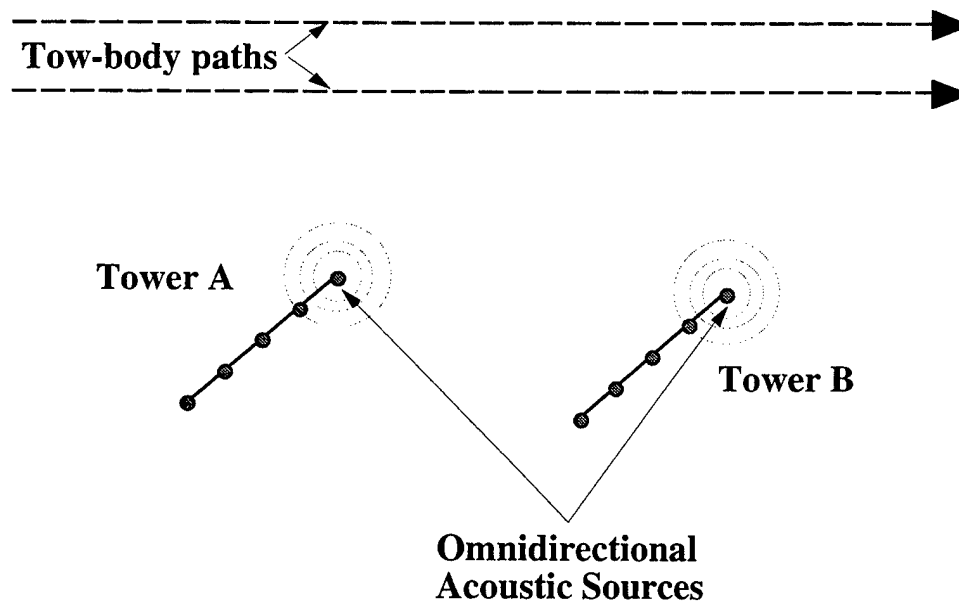 Tow-body paths
Tower A
Tower B
Omnidirectional
Acoustic Sources